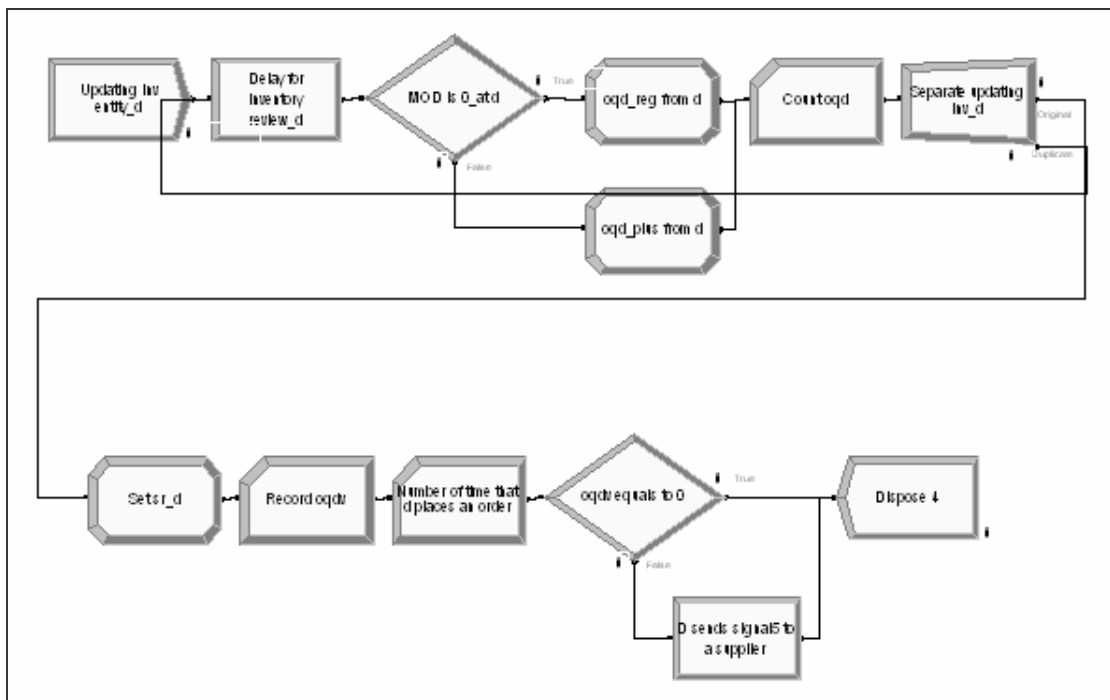 Updating Inv
entity_d
Delay for
inventory
review_d
MOD is 0_atd
True
False
oqd_reg from d
oqd_plus from d
Count oqd
Separate updating
inv_d
Original
Duplicate
Set sr_d
Record oqdv
Number of time that
d places an order
oqdv equals to 0
True
False
D sends signal5 to
a supplier
Dispose 4